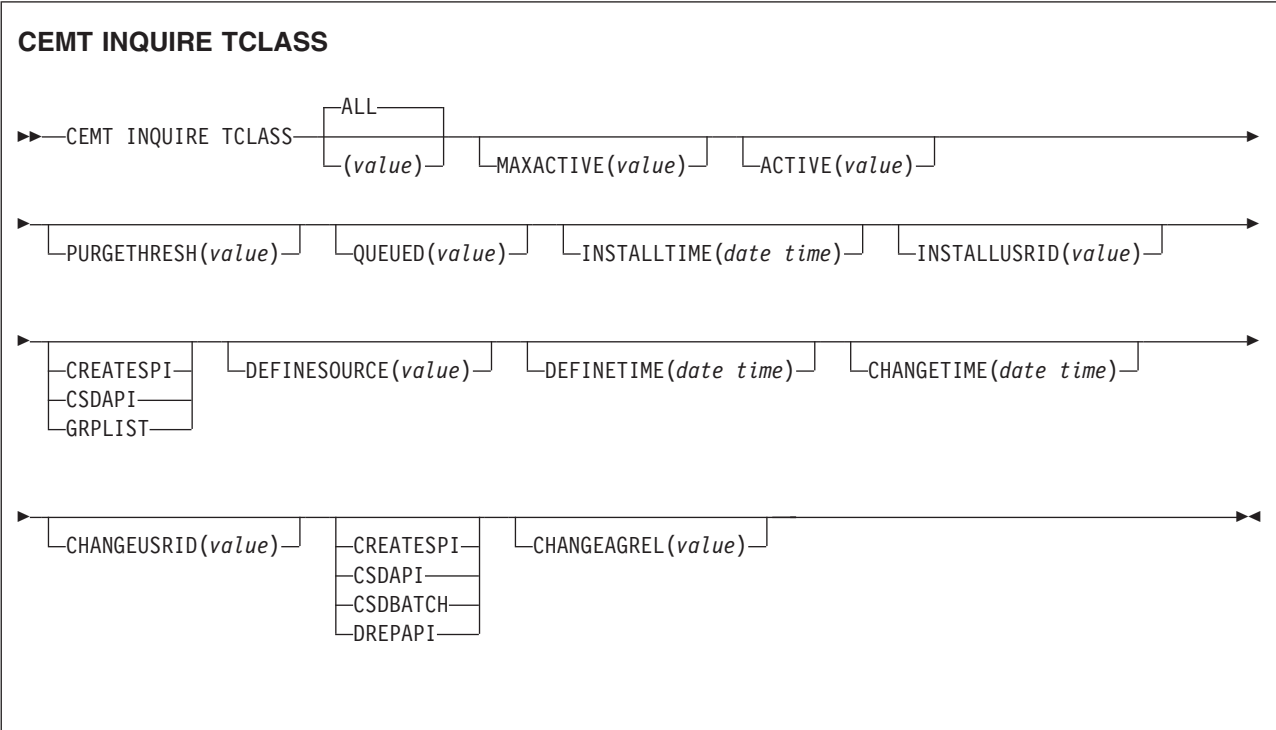 CEMT INQUIRE TCLASS
ALL
CEMT INQUIRE TCLASS
(value) MAXACTIVE(value) ACTIVE(value)
PURGETHRESH(value) QUEUED(value) INSTALLTIME(date time) INSTALLUSRID(value)
CREATESPI DEFINESOURCE(value) DEFINETIME(date time) CHANGETIME(date time)
CSDAPI
GRPLIST
CHANGEUSRID(value) CREATESPI CHANGEAGREL(value)
CSDAPI
CSDBATCH
DREPAPI